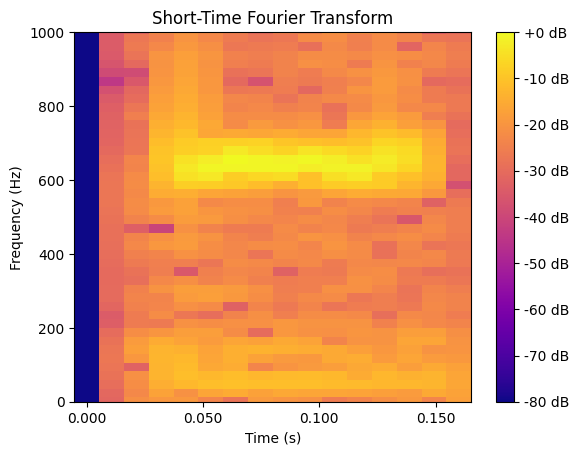 Short-Time Fourier Transform
Frequency (Hz)
1000
800
600
400
200
0
0.000
0.050
0.100
0.150
Time (s)
+0 dB
-10 dB
-20 dB
-30 dB
-40 dB
-50 dB
-60 dB
-70 dB
-80 dB